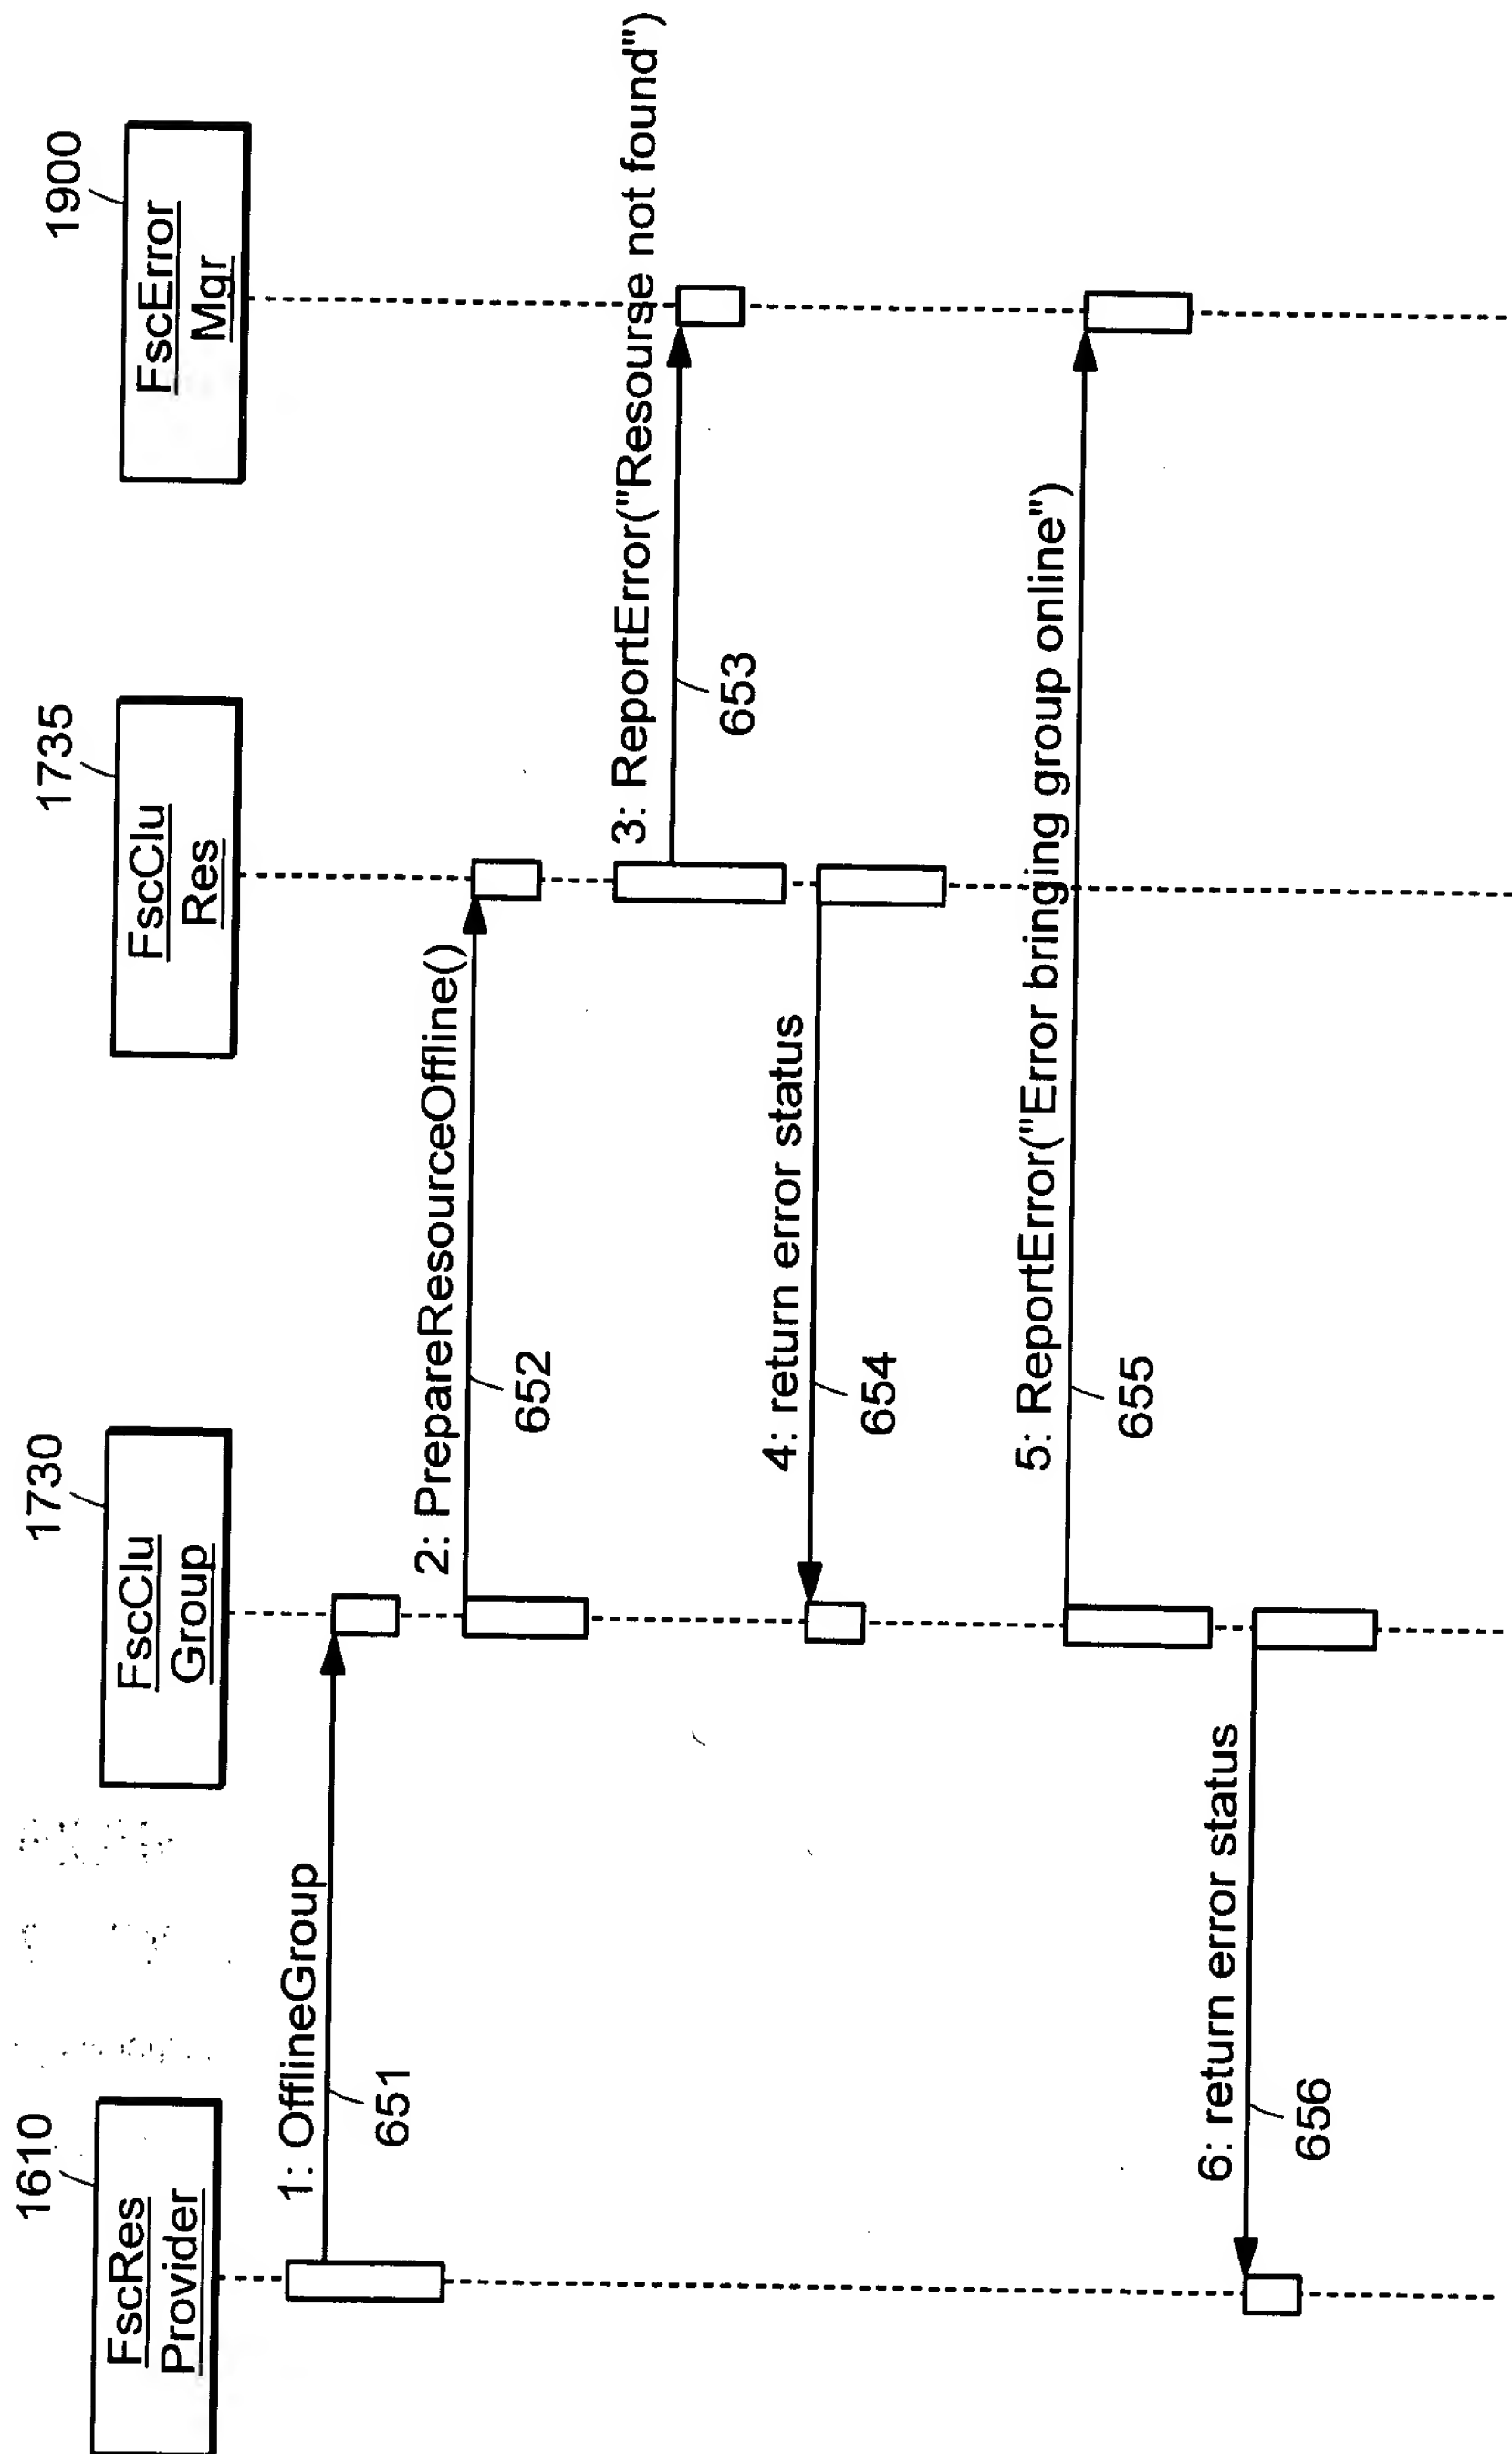 1610
FscRes
Provider
1730
FscClu
Group
1735
FscClu
Res
1900
FscError
Mgr
1: OfflineGroup
651
2: PrepareResourceOffline()
652
3: ReportError("Resourse not found")
653
4: return error status
654
5: ReportError("Error bringing group online")
655
6: return error status
656